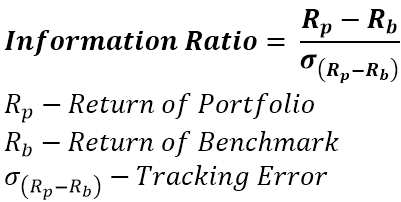 Information Ratio = (R_p − R_b) / σ_(R_p−R_b)
R_p − Return of Portfolio
R_b − Return of Benchmark
σ_(R_p−R_b) − Tracking Error